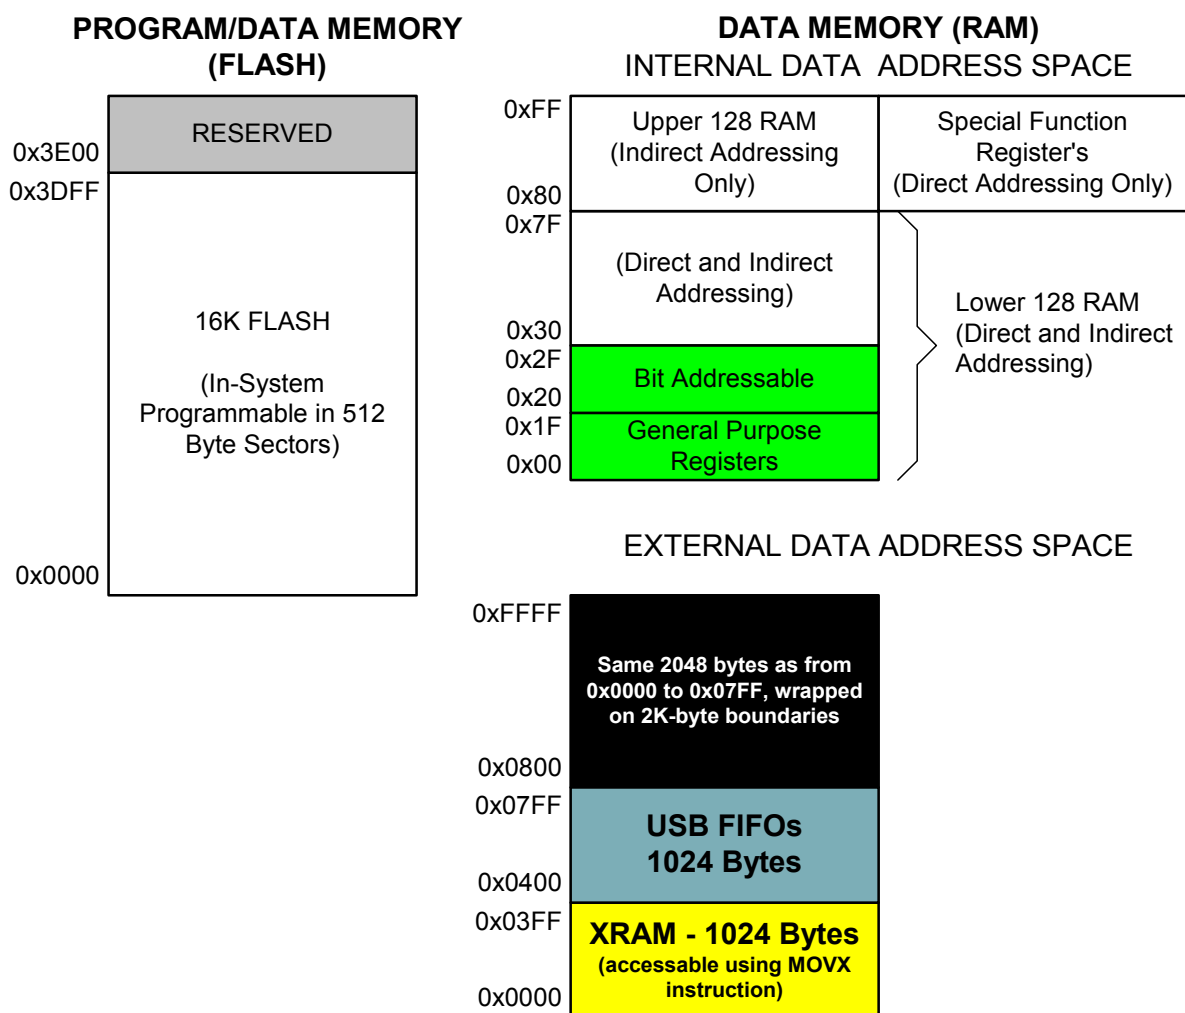 PROGRAM/DATA MEMORY
(FLASH)
RESERVED
0x3E00
0x3DFF
16K FLASH
(In-System
Programmable in 512
Byte Sectors)
0x0000
DATA MEMORY (RAM)
INTERNAL DATA ADDRESS SPACE
0xFF
Upper 128 RAM
(Indirect Addressing
Only)
0x80
Special Function
Register's
(Direct Addressing Only)
0x7F
(Direct and Indirect
Addressing)
0x30
Lower 128 RAM
(Direct and Indirect
Addressing)
0x2F
Bit Addressable
0x20
0x1F
General Purpose
Registers
0x00
EXTERNAL DATA ADDRESS SPACE
0xFFFF
Same 2048 bytes as from
0x0000 to 0x07FF, wrapped
on 2K-byte boundaries
0x0800
0x07FF
USB FIFOs
1024 Bytes
0x0400
0x03FF
XRAM - 1024 Bytes
(accessable using MOVX
instruction)
0x0000